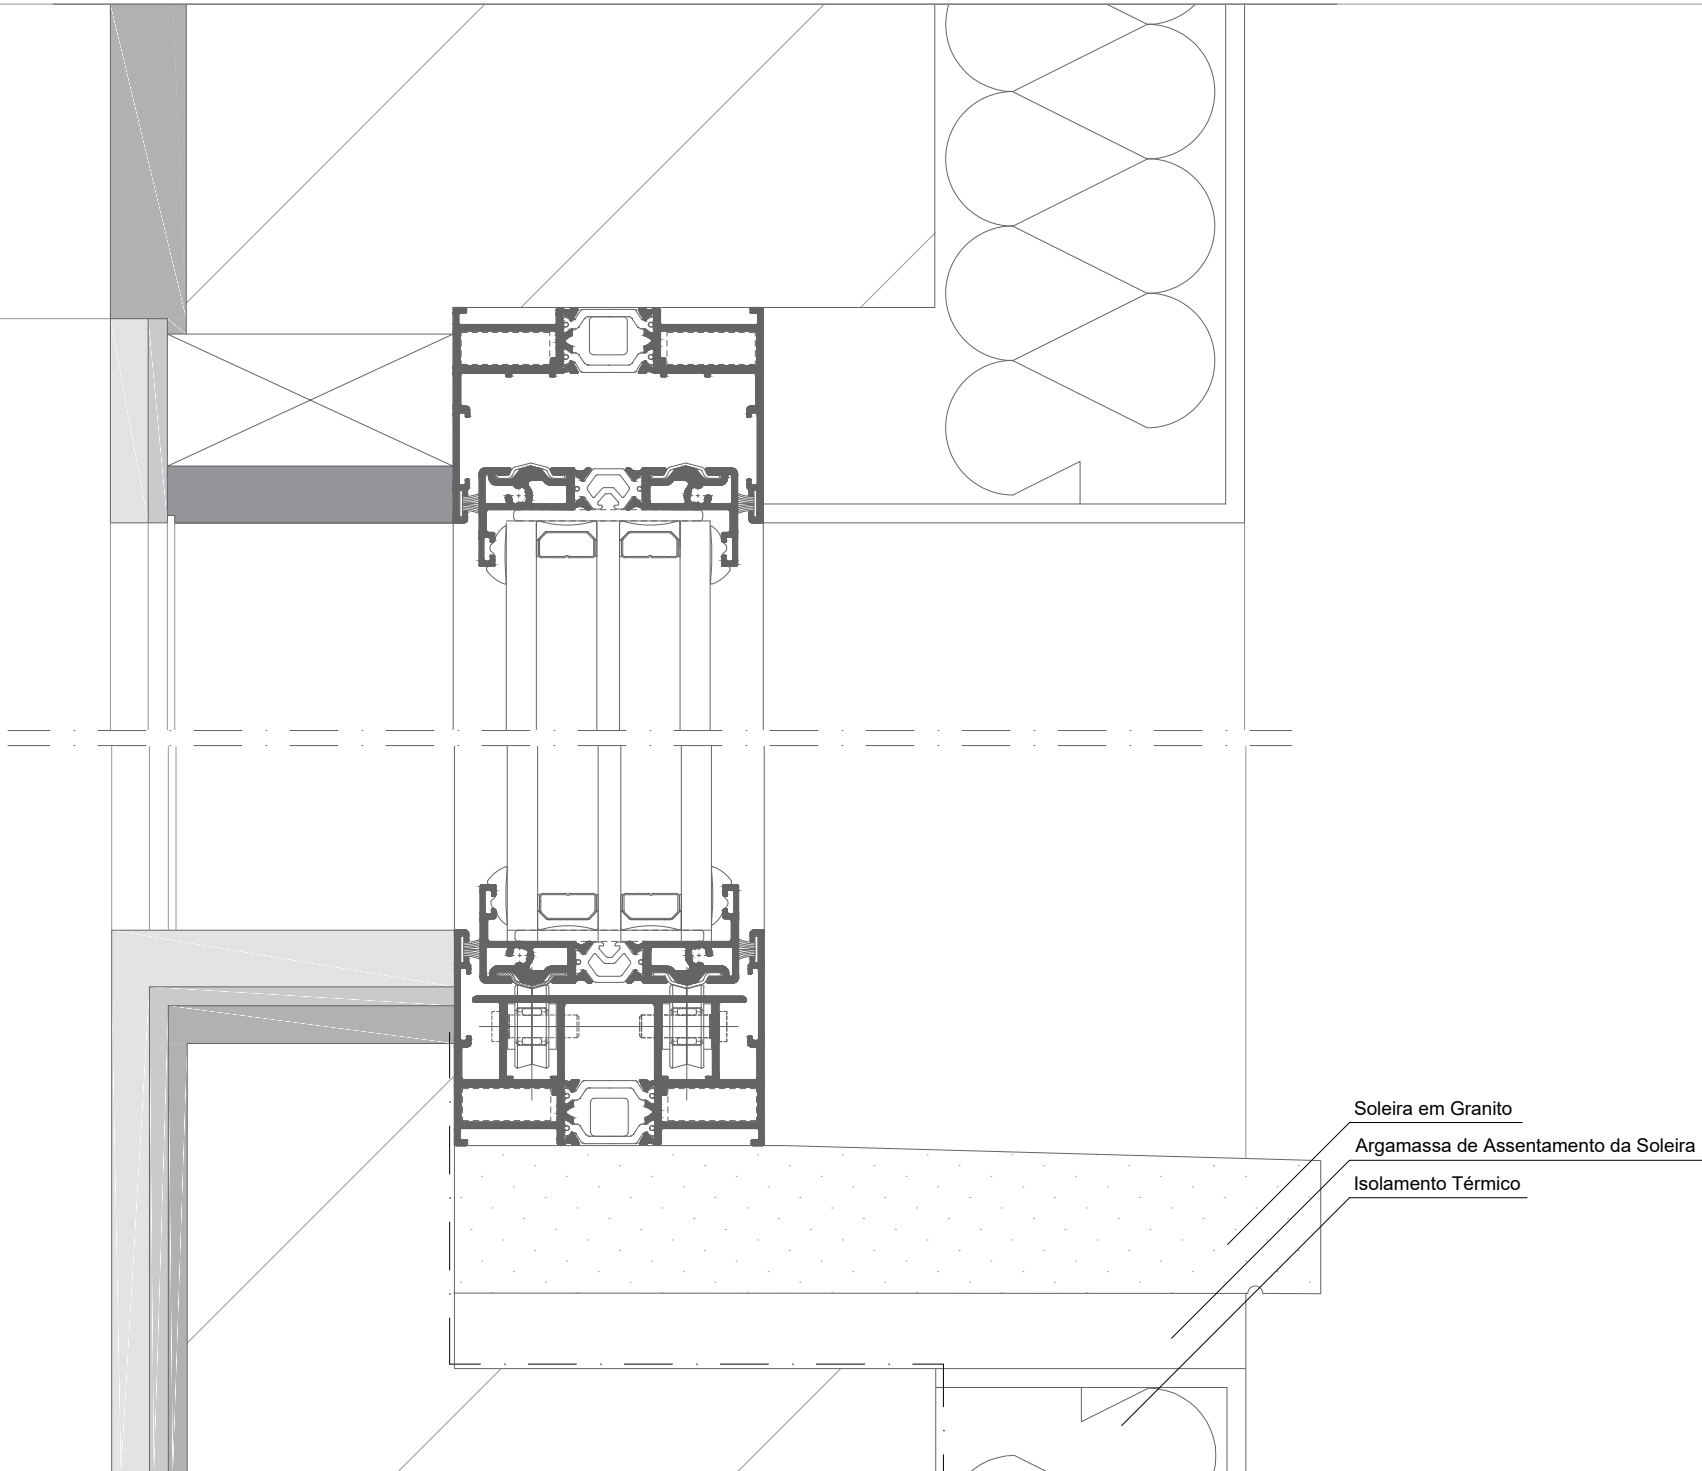 Soleira em Granito
Argamassa de Assentamento da Soleira
Isolamento Térmico